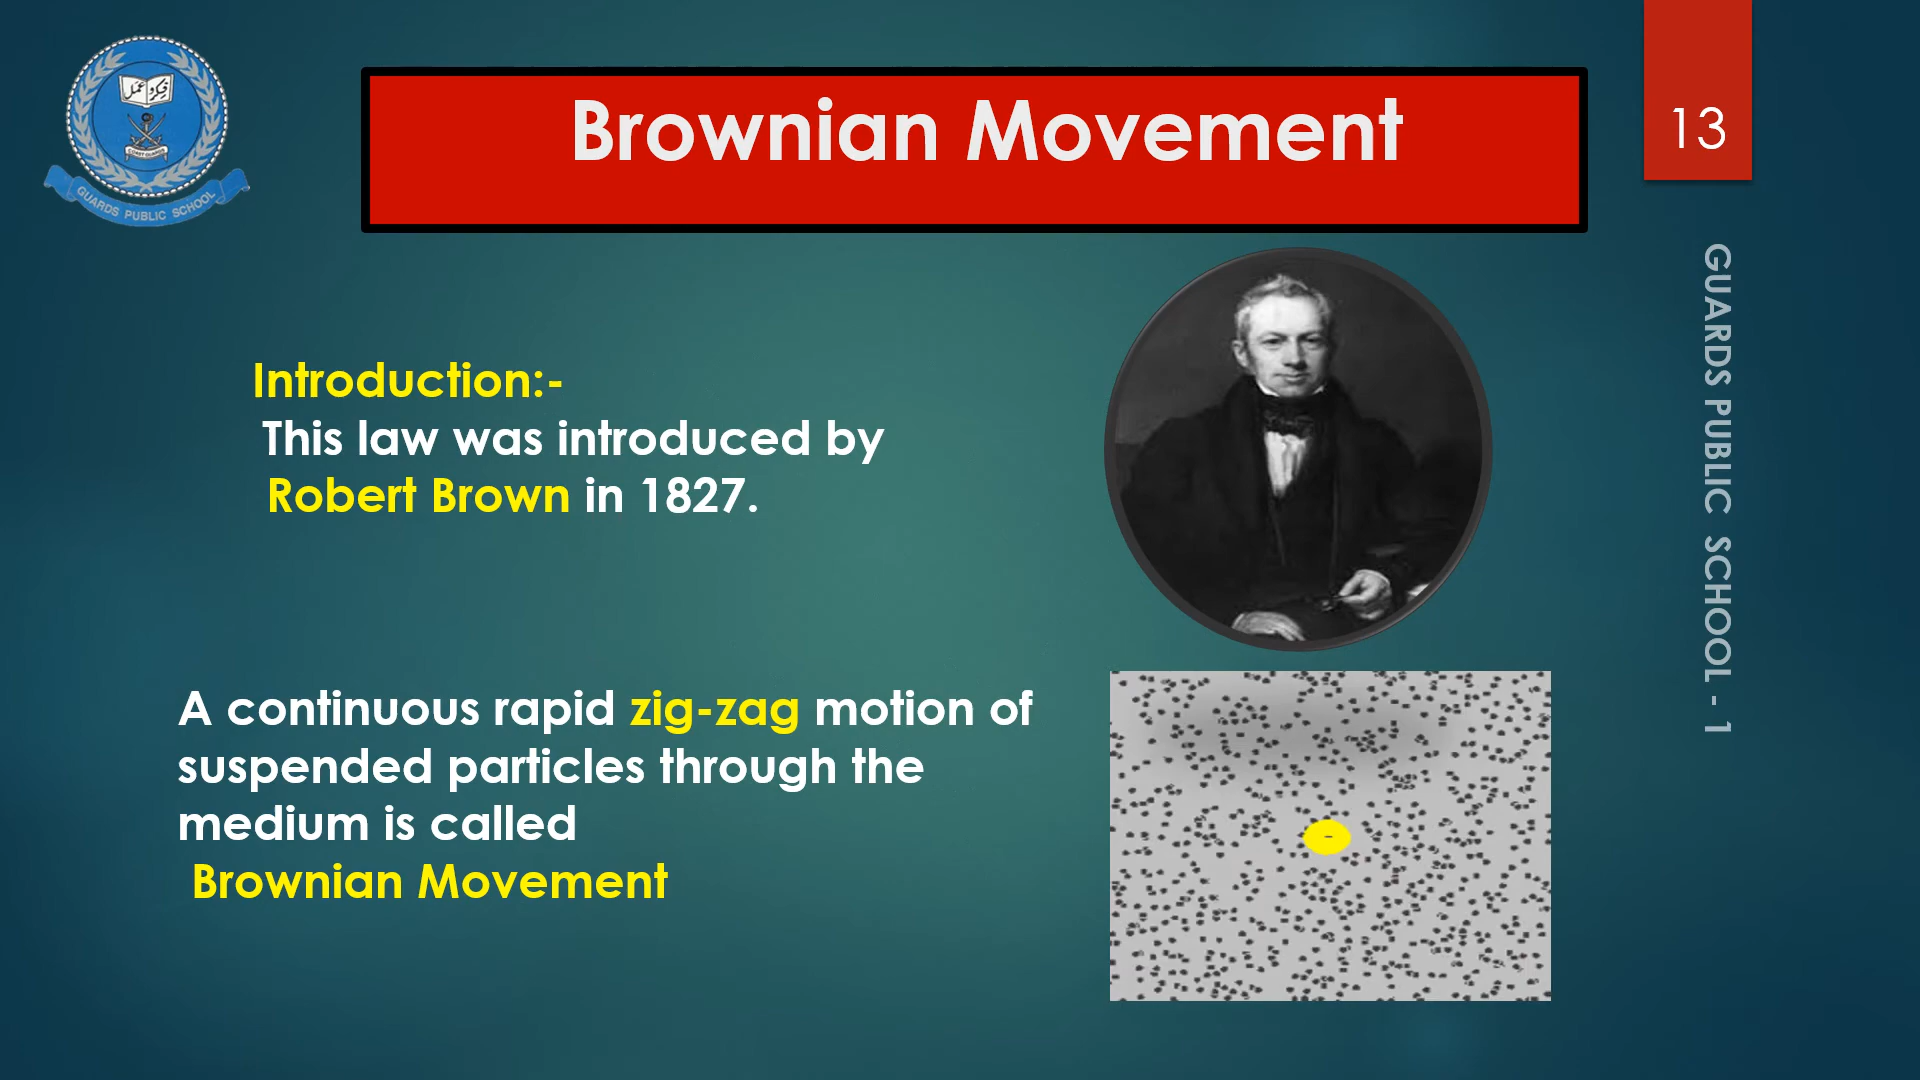 Brownian Movement
13
Introduction:-
This law was introduced by
Robert Brown in 1827.
A continuous rapid zig-zag motion of
suspended particles through the
medium is called
Brownian Movement
GUARDS PUBLIC SCHOOL - 1
GUARDS PUBLIC SCHOOL